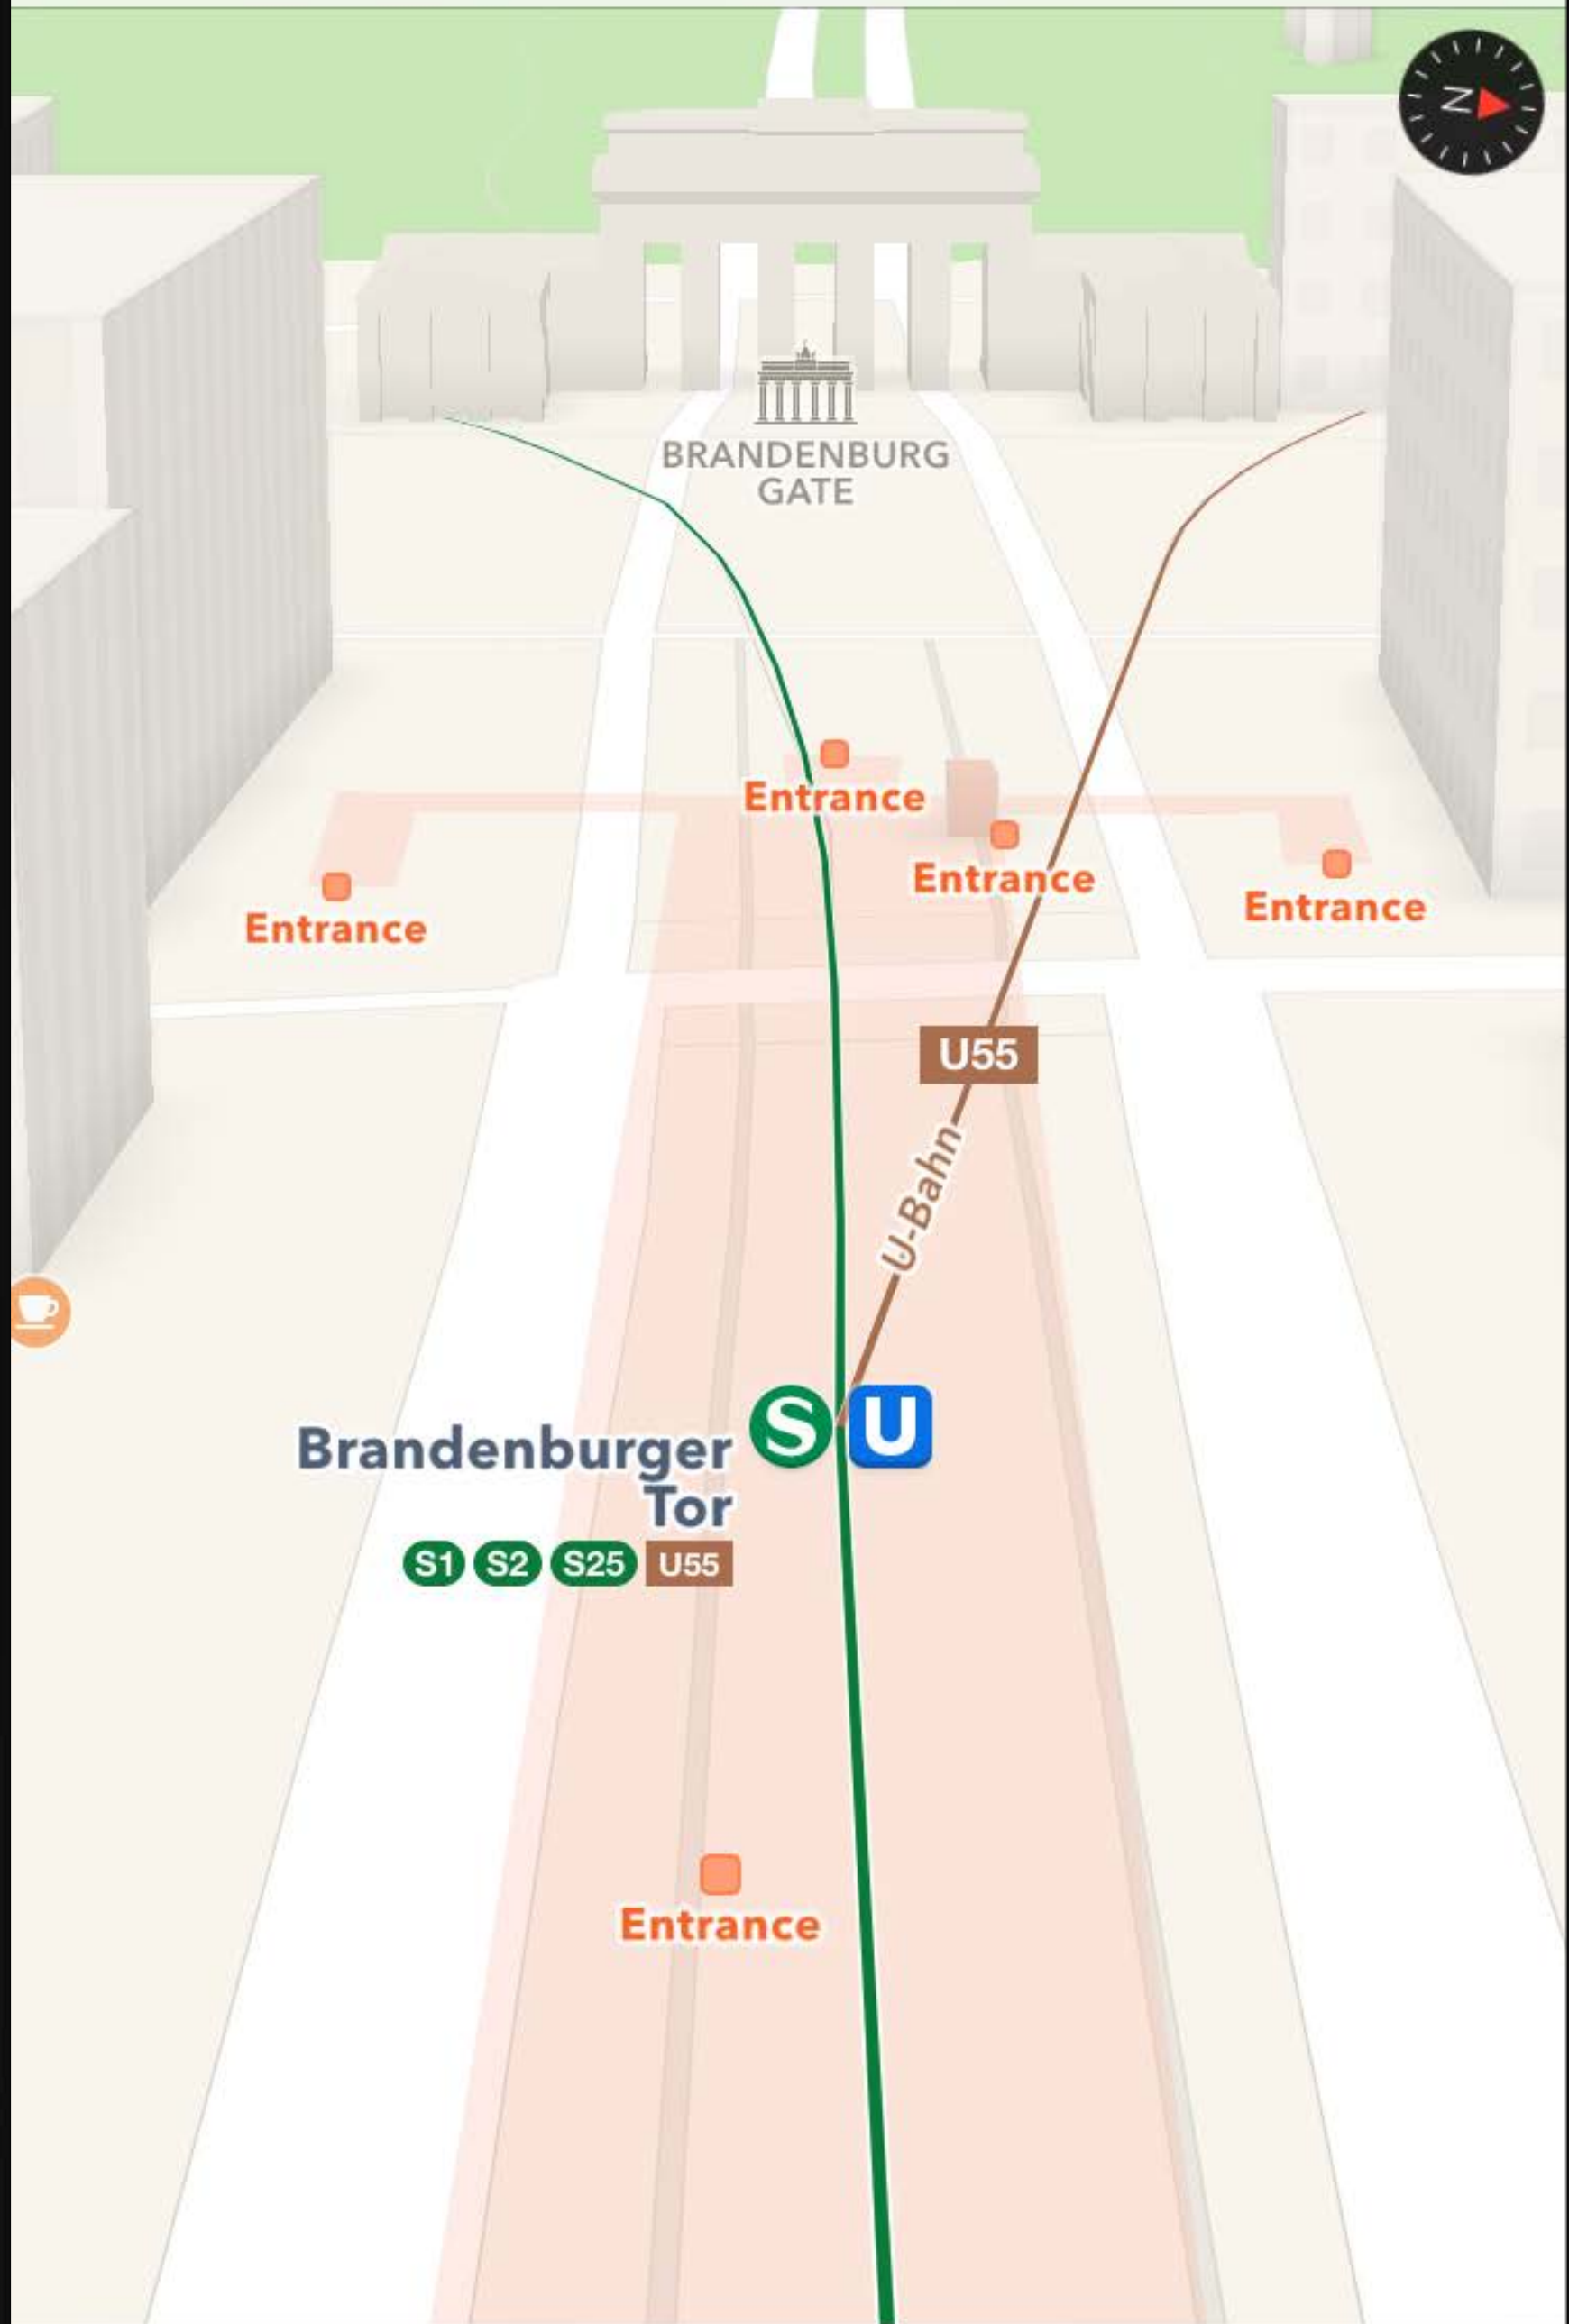 N
BRANDENBURG
GATE
Entrance
Entrance
Entrance
Entrance
U55
U-Bahn
S U
Brandenburger
Tor
S1 S2 S25 U55
Entrance